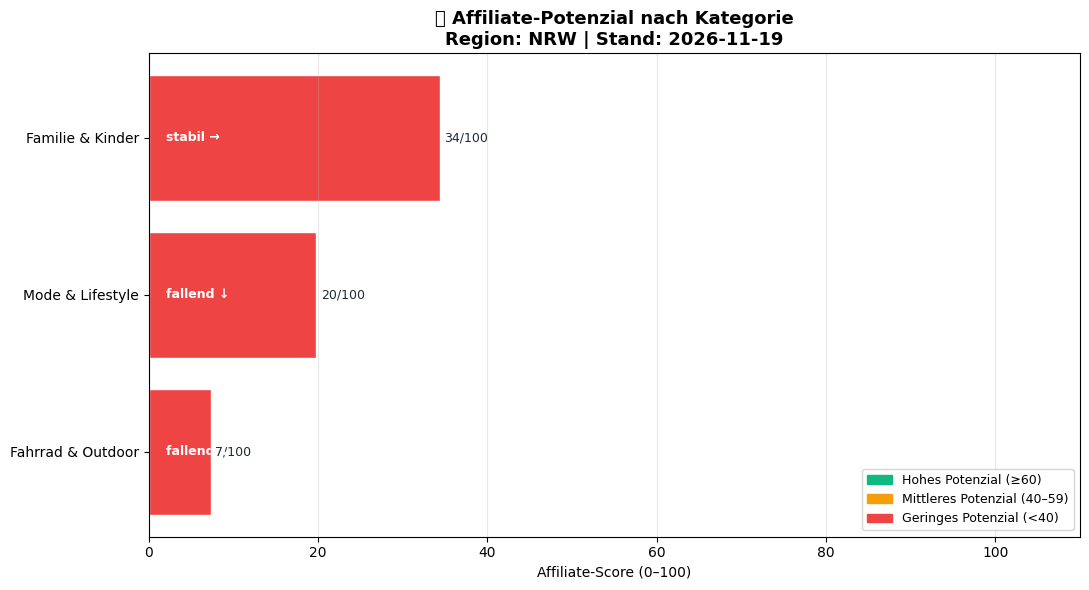 Affiliate-Potenzial nach Kategorie
Region: NRW | Stand: 2026-11-19
Familie & Kinder
stabil →
34/100
Mode & Lifestyle
fallend ↓
20/100
Fahrrad & Outdoor
fallend
7/100
Hohes Potenzial (≥60)
Mittleres Potenzial (40–59)
Geringes Potenzial (<40)
0 20 40 60 80 100
Affiliate-Score (0–100)